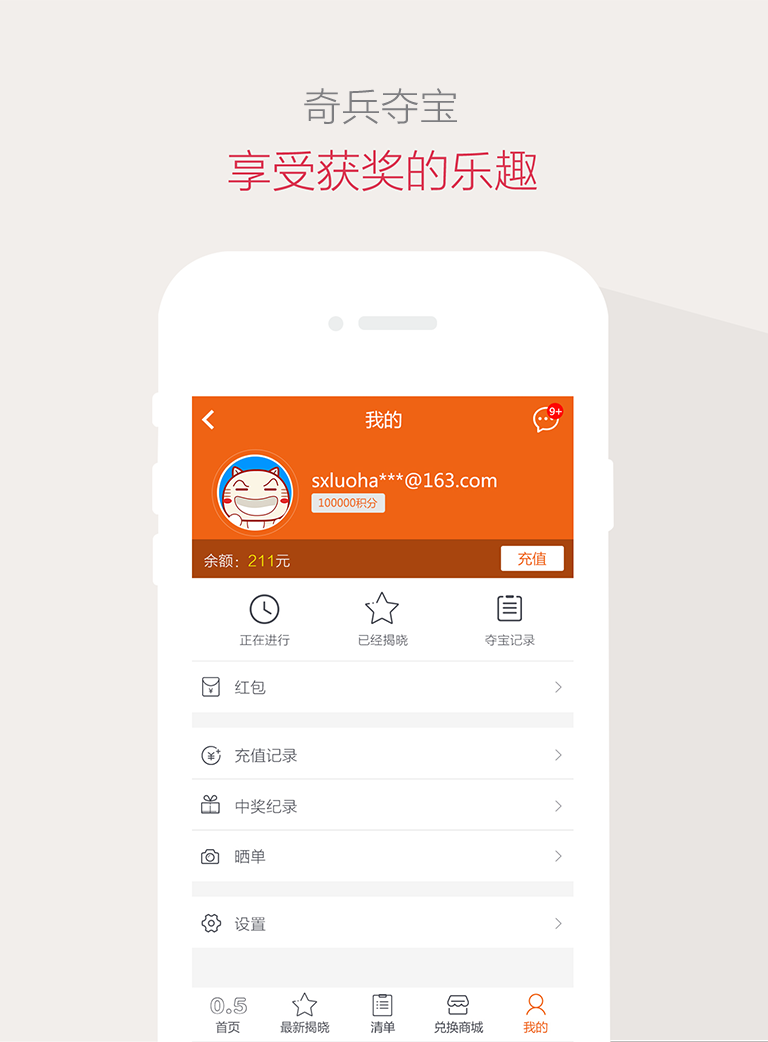 奇兵夺宝
享受获奖的乐趣
我的
9+
sxluoha***@163.com
100000积分
余额：211元
充值
正在进行 已经揭晓 夺宝记录
红包
充值记录
中奖纪录
晒单
设置
0.5
首页 最新揭晓 清单 兑换商城 我的